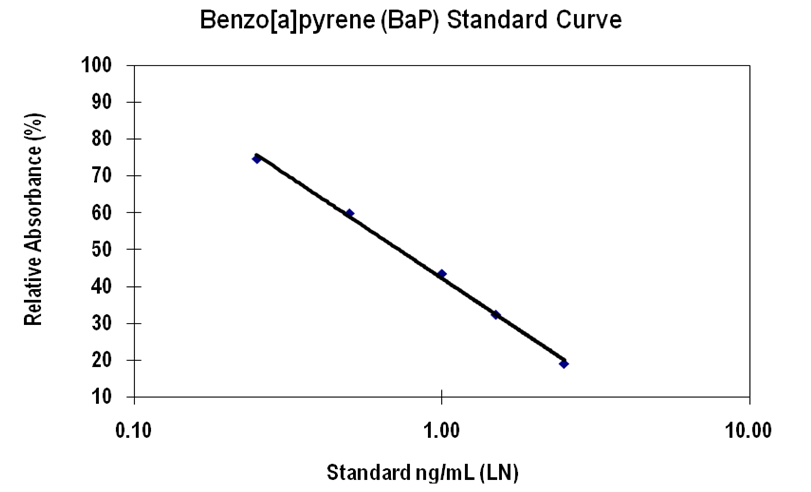 Benzo[a]pyrene (BaP) Standard Curve
Relative Absorbance (%)
100
90
80
70
60
50
40
30
20
10
0.10 1.00 10.00
Standard ng/mL (LN)